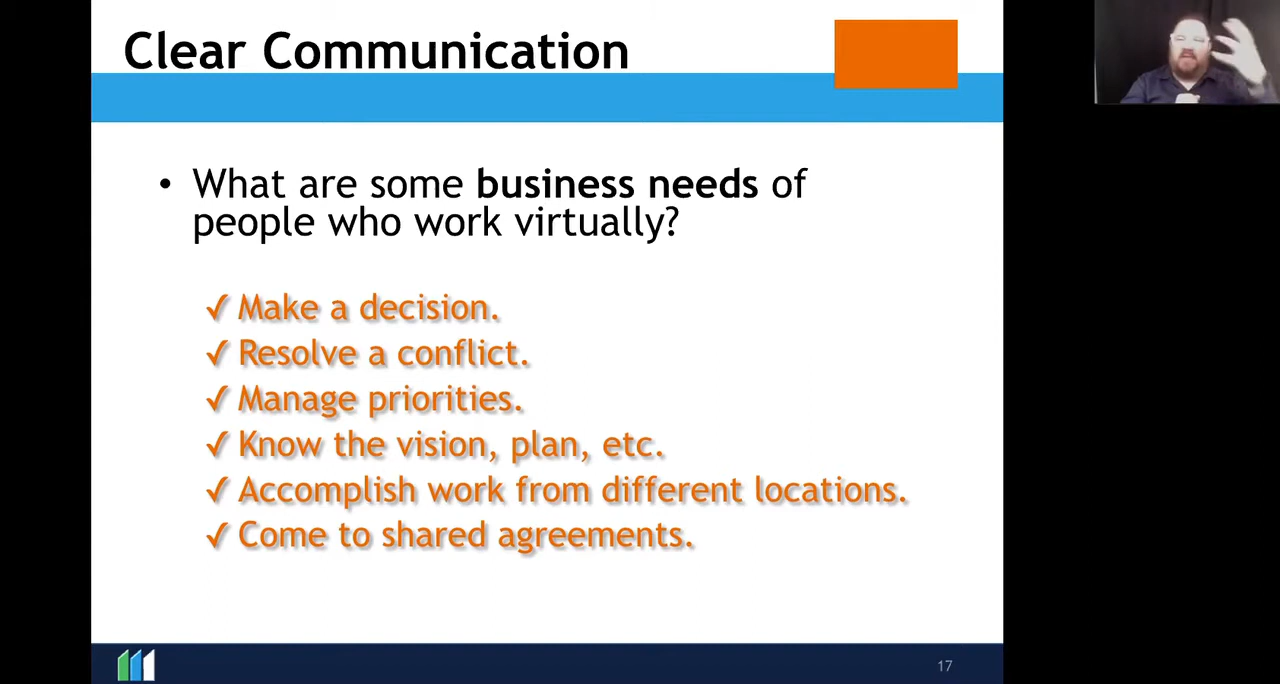 Clear Communication
• What are some business needs of
people who work virtually?
✓ Make a decision.
✓ Resolve a conflict.
✓ Manage priorities.
✓ Know the vision, plan, etc.
✓ Accomplish work from different locations.
✓ Come to shared agreements.
17